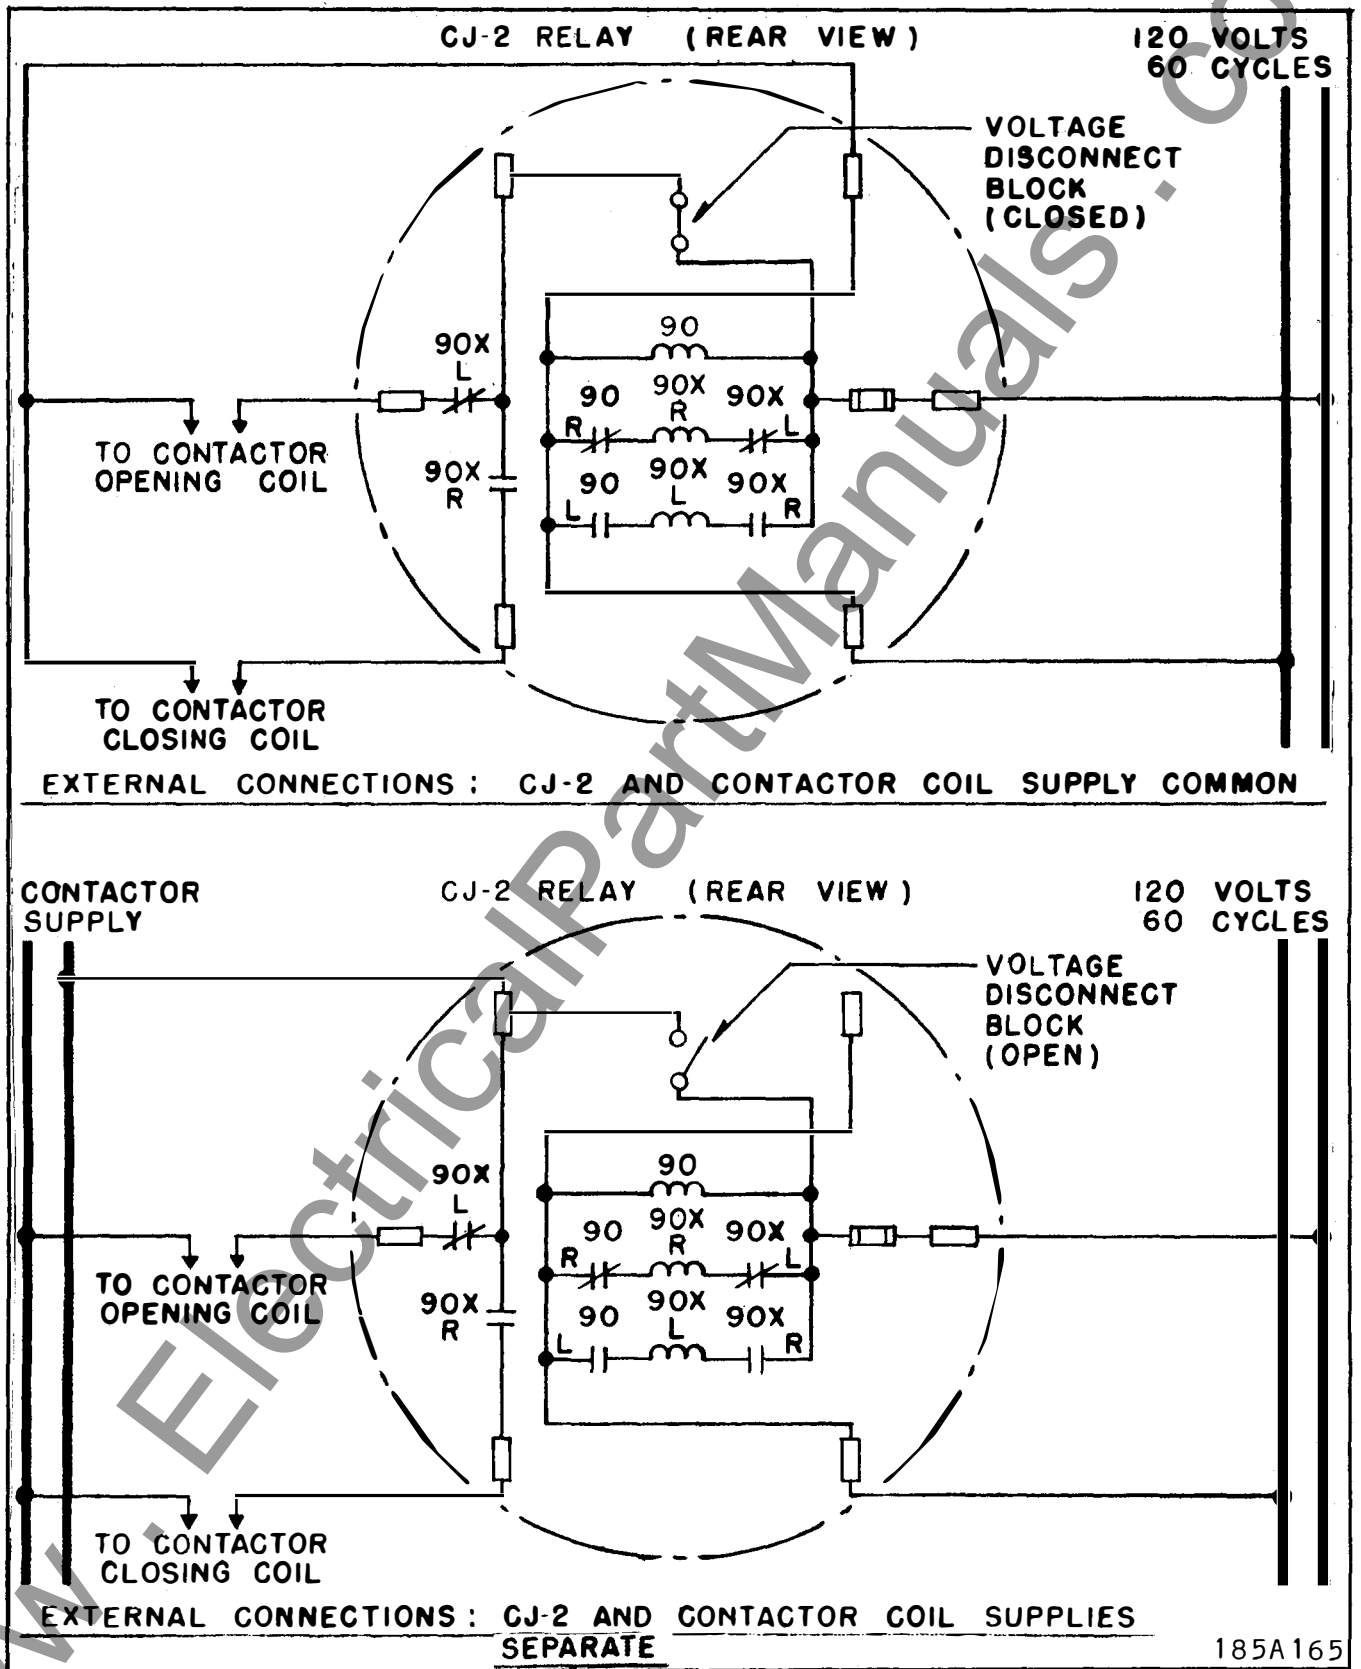 CJ-2 RELAY (REAR VIEW)
120 VOLTS
60 CYCLES
VOLTAGE
DISCONNECT
BLOCK
(CLOSED)
90
90X
L
90
90X
R
90X
R
L
TO CONTACTOR
OPENING COIL
90X
R
90
90X
L
90X
L
R
TO CONTACTOR
CLOSING COIL
EXTERNAL CONNECTIONS: CJ-2 AND CONTACTOR COIL SUPPLY COMMON
CONTACTOR
SUPPLY
CJ-2 RELAY (REAR VIEW)
120 VOLTS
60 CYCLES
VOLTAGE
DISCONNECT
BLOCK
(OPEN)
90
90X
L
90
90X
R
90X
R
L
TO CONTACTOR
OPENING COIL
90X
R
90
90X
L
90X
L
R
TO CONTACTOR
CLOSING COIL
EXTERNAL CONNECTIONS: CJ-2 AND CONTACTOR COIL SUPPLIES
SEPARATE
185A165
w.ElectricalPartManuals.co